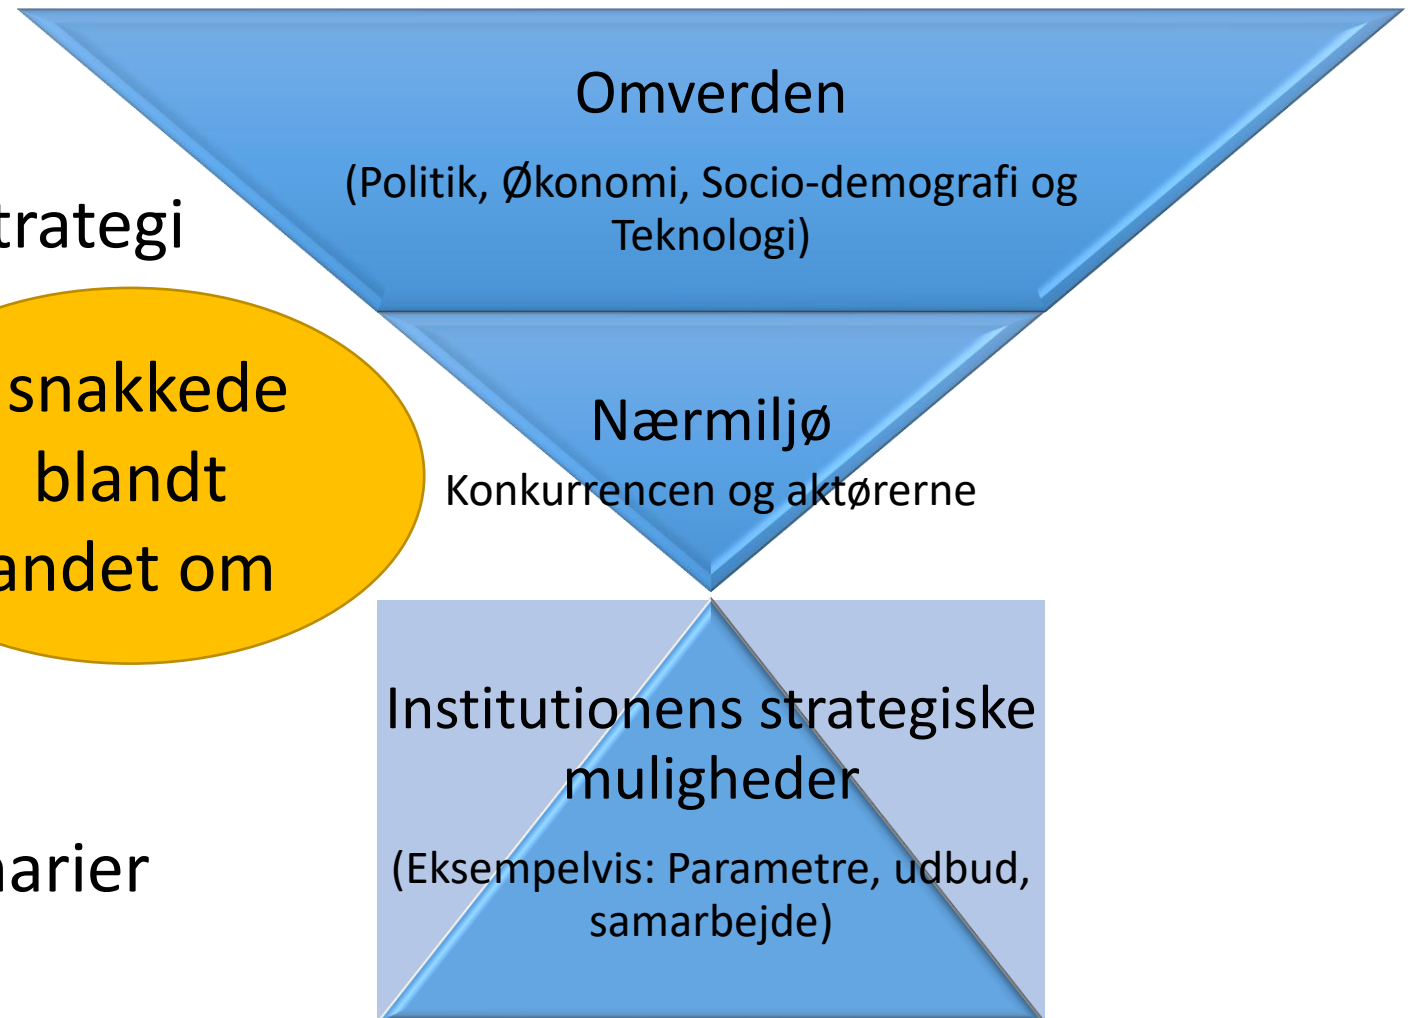 Omverden
(Politik, Økonomi, Socio-demografi og
Teknologi)
trategi
snakkede
blandt
andet om
Nærmiljø
Konkurrencen og aktørerne
Institutionens strategiske
muligheder
(Eksempelvis: Parametre, udbud,
samarbejde)
narier